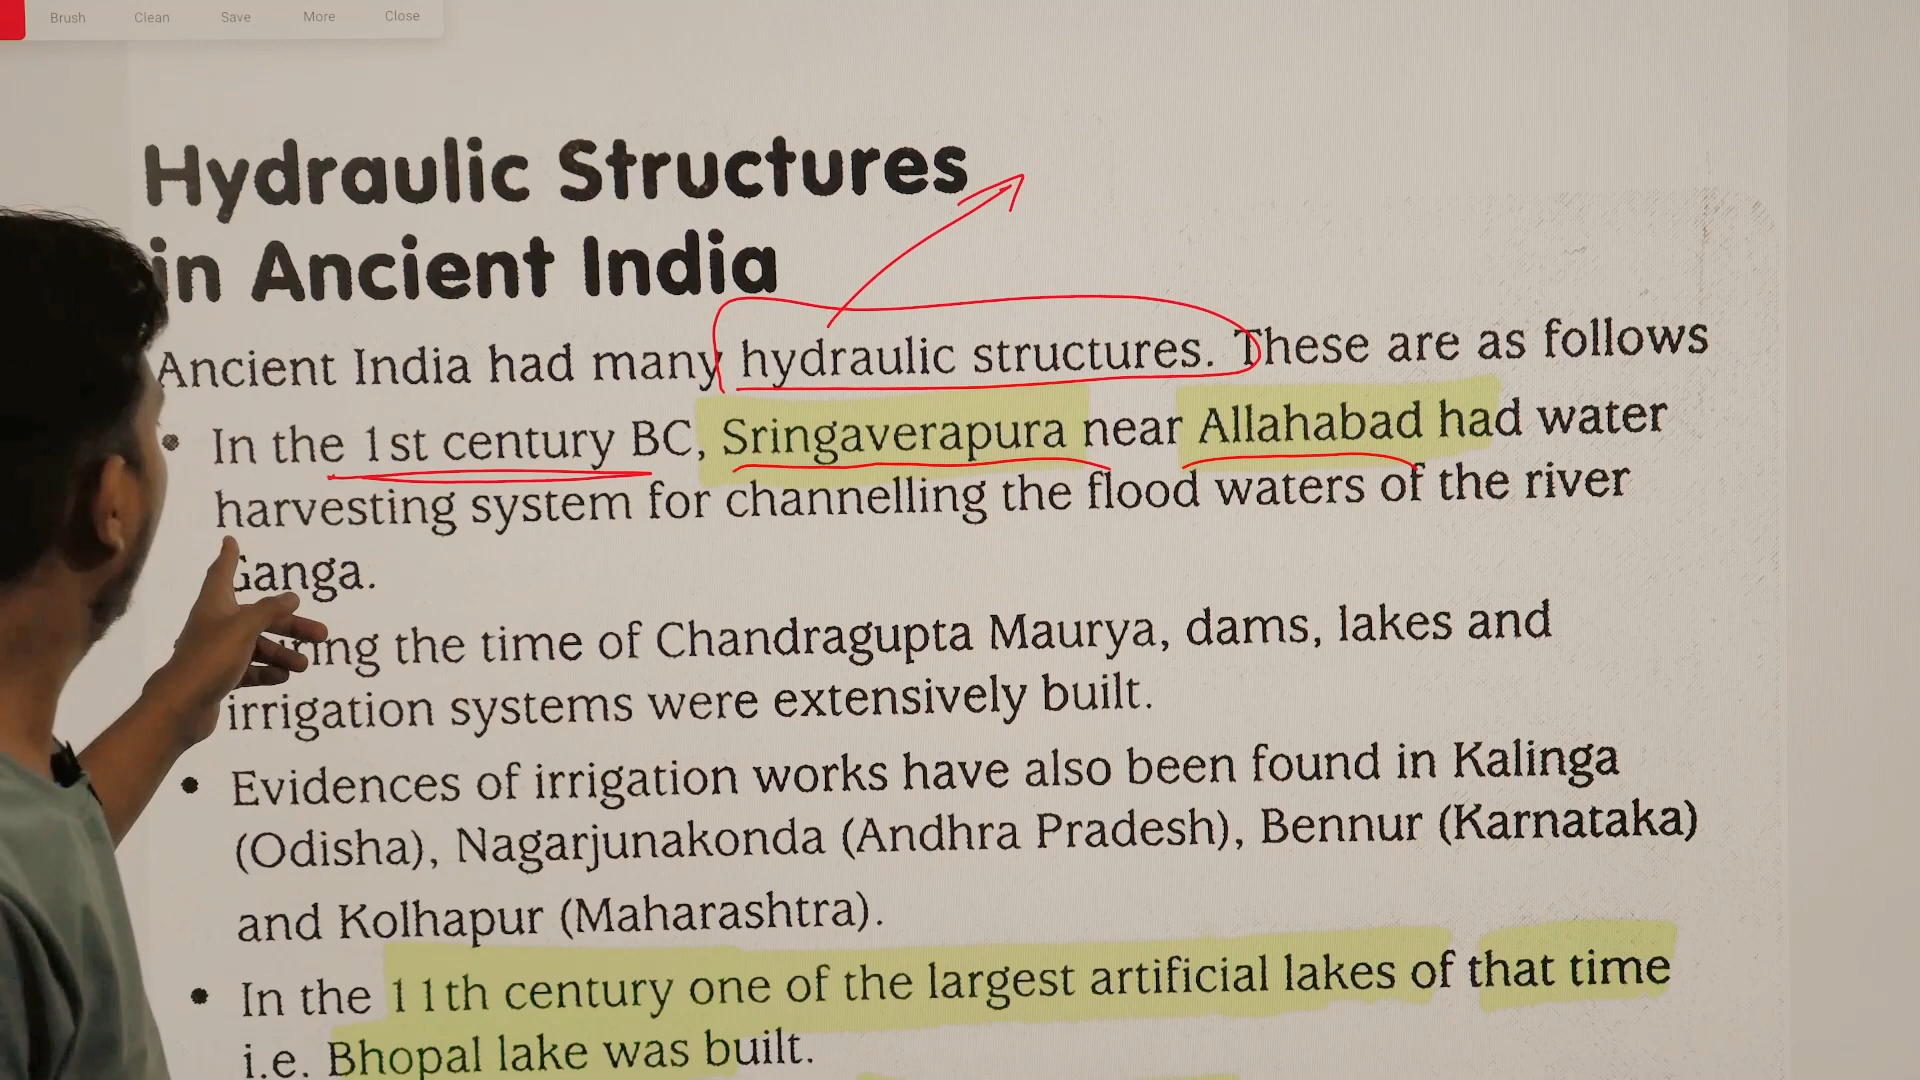 Brush Clean Save More Close
Hydraulic Structures
in Ancient India
Ancient India had many hydraulic structures. These are as follows
• In the 1st century BC, Sringaverapura near Allahabad had water
harvesting system for channelling the flood waters of the river
Ganga.
the time of Chandragupta Maurya, dams, lakes and
irrigation systems were extensively built.
• Evidences of irrigation works have also been found in Kalinga
(Odisha), Nagarjunakonda (Andhra Pradesh), Bennur (Karnataka)
and Kolhapur (Maharashtra).
• In the 11th century one of the largest artificial lakes of that time
i.e. Bhopal lake was built.